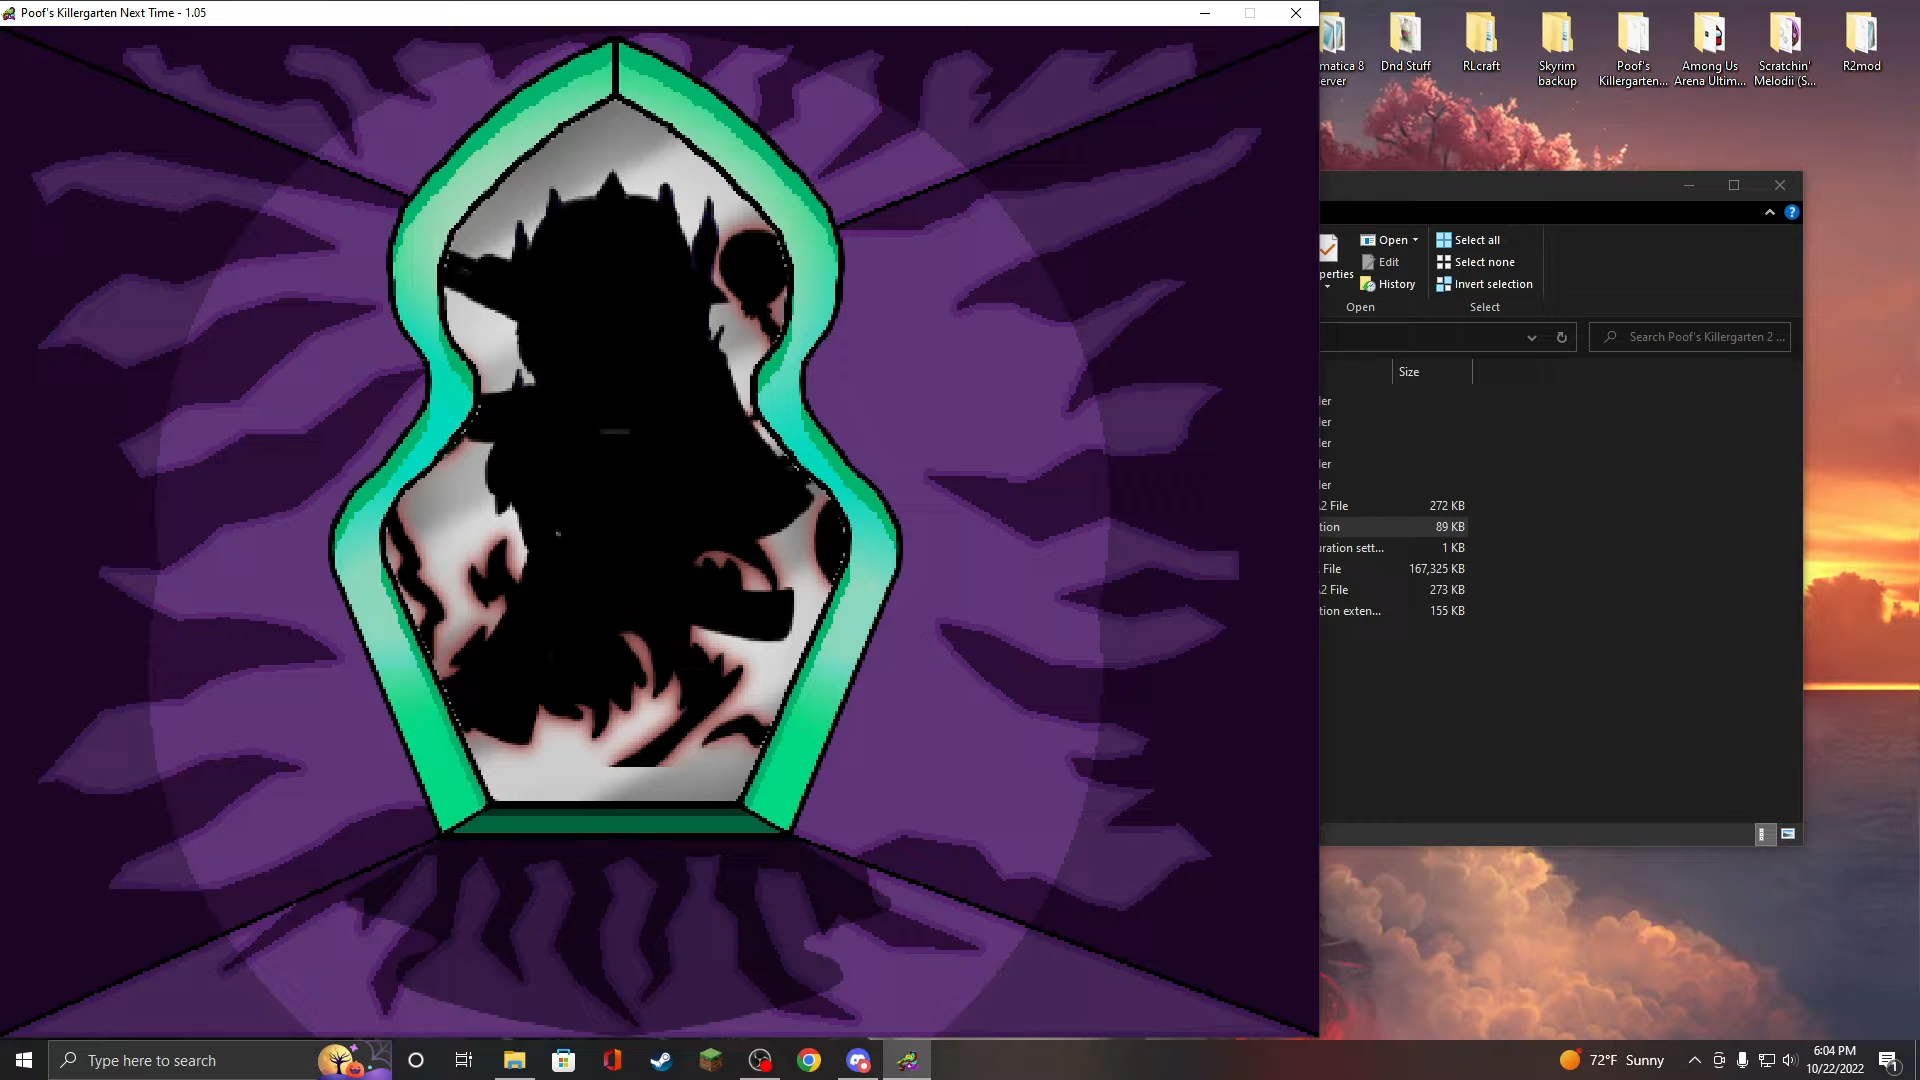 Poof's Killergarten Next Time - 1.05
matica 8
erver
Dnd Stuff
RLcraft
Skyrim
backup
Poof's
Killergarten...
Among Us
Arena Ultim...
Scratchin'
Melodii (S...
R2mod
Open
Select all
perties
Edit
Select none
History
Invert selection
Open
Select
Search Poof's Killergarten 2 ...
Size
ler
ler
ler
ler
ler
2 File 272 KB
tion 89 KB
uration sett... 1 KB
File 167,325 KB
2 File 273 KB
tion exten... 155 KB
Type here to search
72°F Sunny
6:04 PM
10/22/2022
1